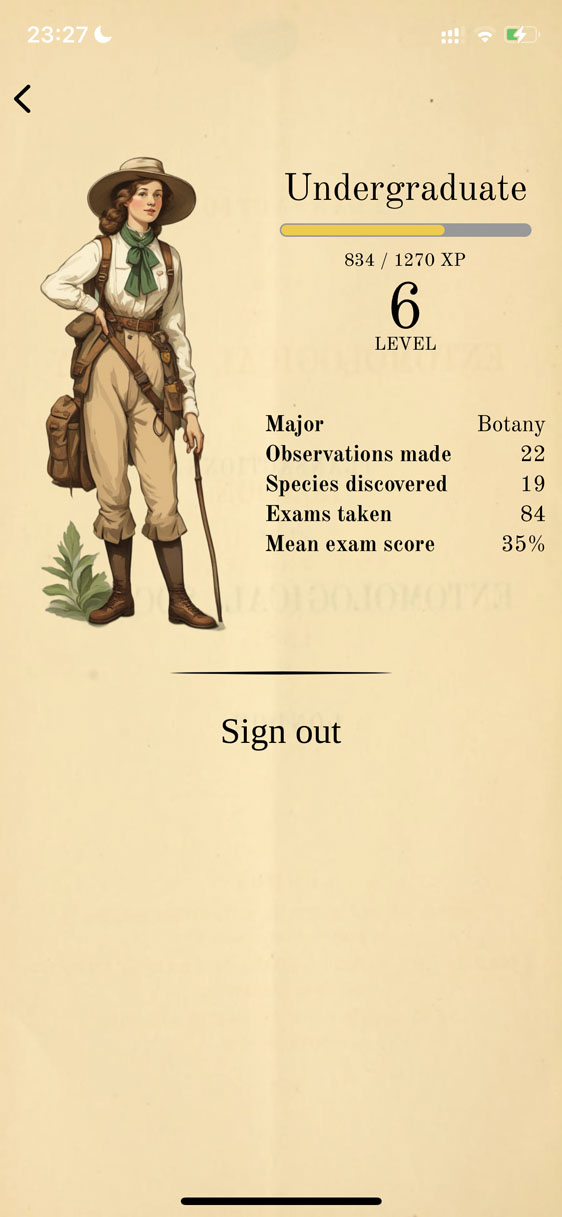 23:27
Undergraduate
834 / 1270 XP
6
LEVEL
Major Botany
Observations made 22
Species discovered 19
Exams taken 84
Mean exam score 35%
ENTOMOLOGICAL
Sign out